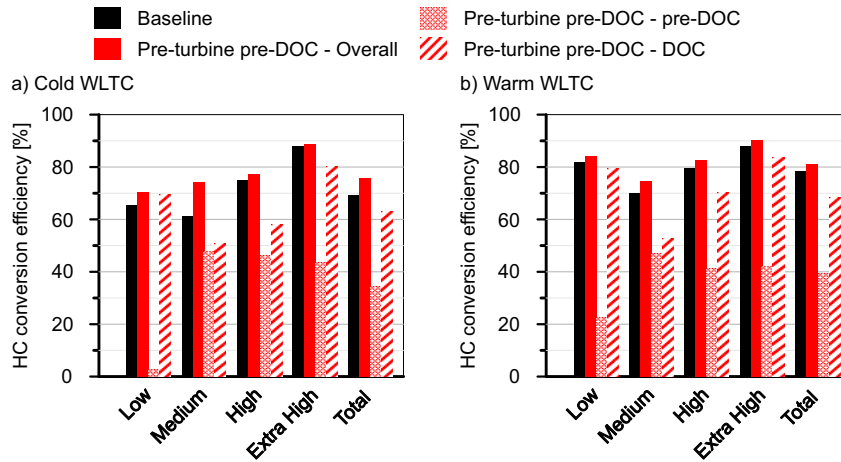 Baseline
Pre-turbine pre-DOC - pre-DOC
Pre-turbine pre-DOC - Overall
Pre-turbine pre-DOC - DOC
a) Cold WLTC
HC conversion efficiency [%]
100
80
60
40
20
0
Low
Medium
High
Extra High
Total
b) Warm WLTC
HC conversion efficiency [%]
100
80
60
40
20
0
Low
Medium
High
Extra High
Total